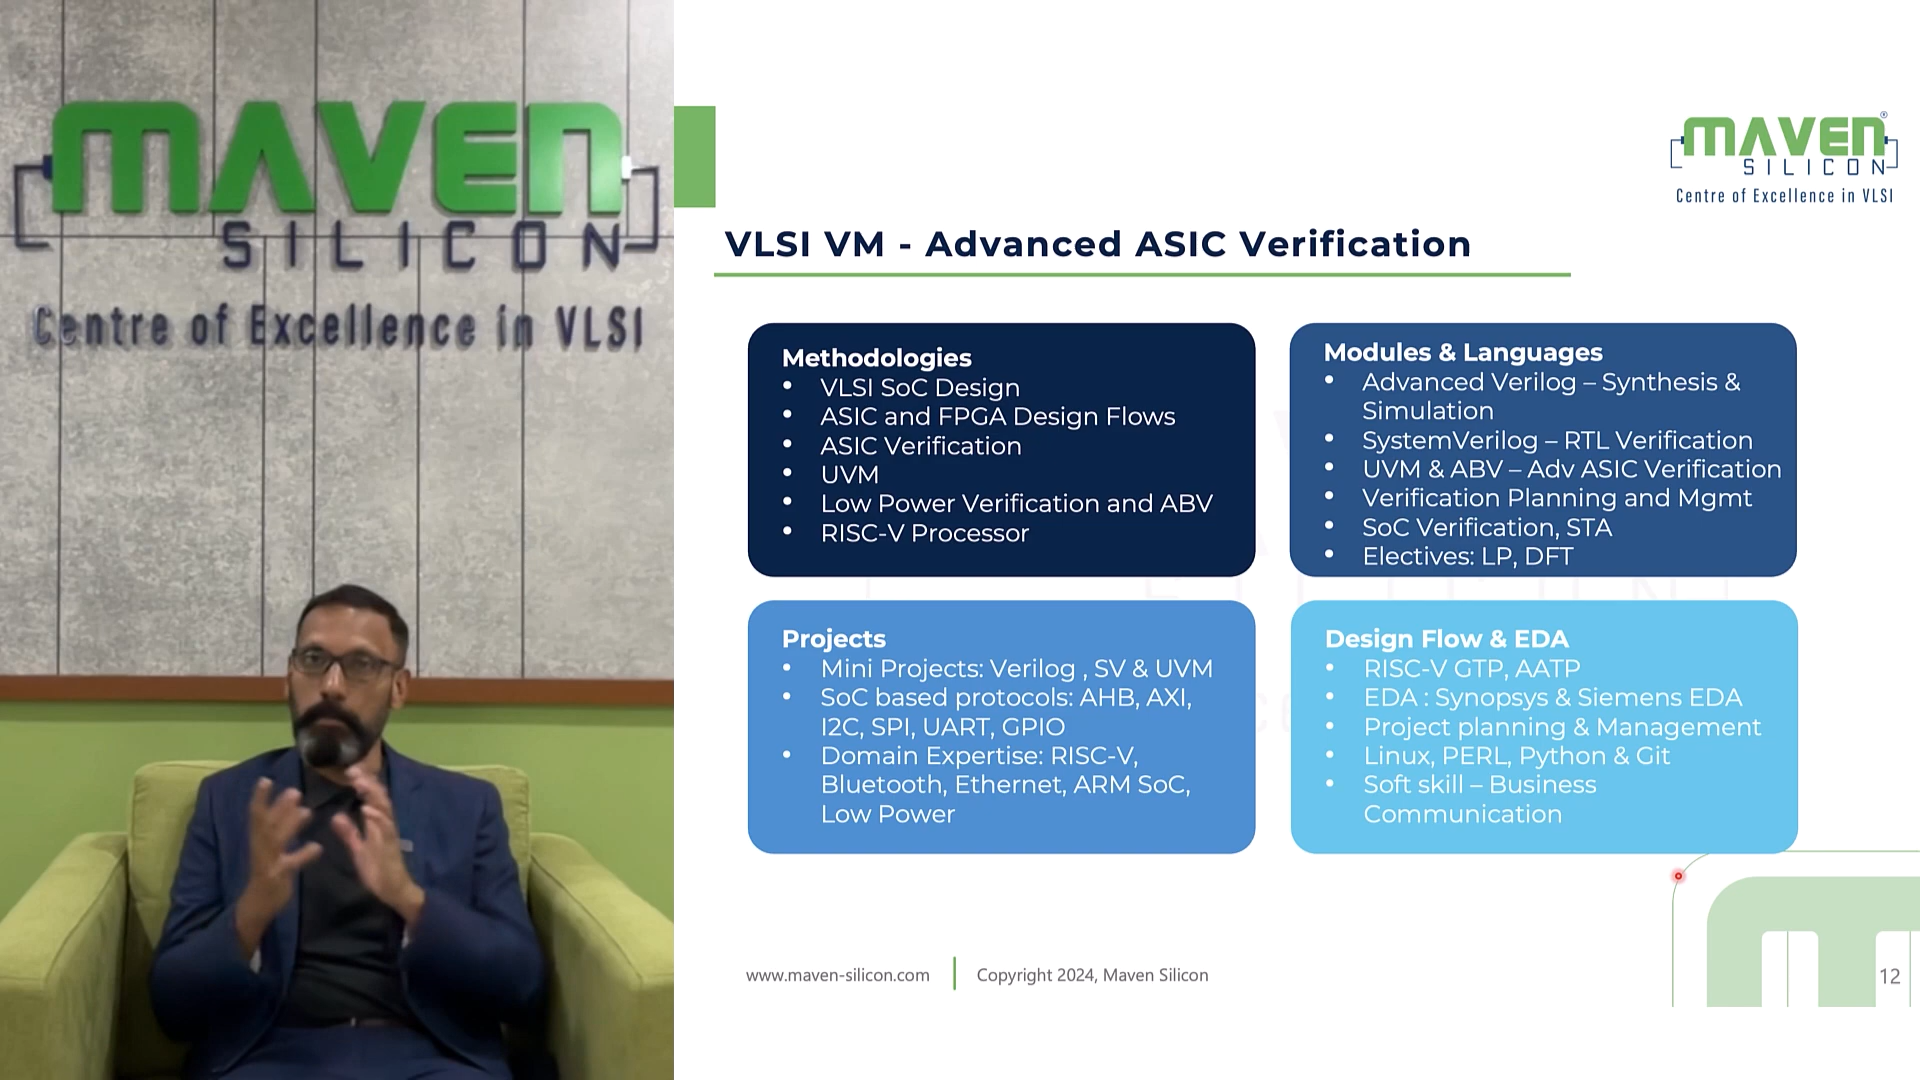 MAVEN
SILICON
Centre of Excellence in VLSI
MAVEN®
SILICON
Centre of Excellence in VLSI
VLSI VM - Advanced ASIC Verification
Methodologies
• VLSI SoC Design
• ASIC and FPGA Design Flows
• ASIC Verification
• UVM
• Low Power Verification and ABV
• RISC-V Processor
Modules & Languages
• Advanced Verilog – Synthesis &
Simulation
• SystemVerilog – RTL Verification
• UVM & ABV – Adv ASIC Verification
• Verification Planning and Mgmt
• SoC Verification, STA
• Electives: LP, DFT
Projects
• Mini Projects: Verilog , SV & UVM
• SoC based protocols: AHB, AXI,
I2C, SPI, UART, GPIO
• Domain Expertise: RISC-V,
Bluetooth, Ethernet, ARM SoC,
Low Power
Design Flow & EDA
• RISC-V GTP, AATP
• EDA : Synopsys & Siemens EDA
• Project planning & Management
• Linux, PERL, Python & Git
• Soft skill – Business
Communication
www.maven-silicon.com
Copyright 2024, Maven Silicon
12